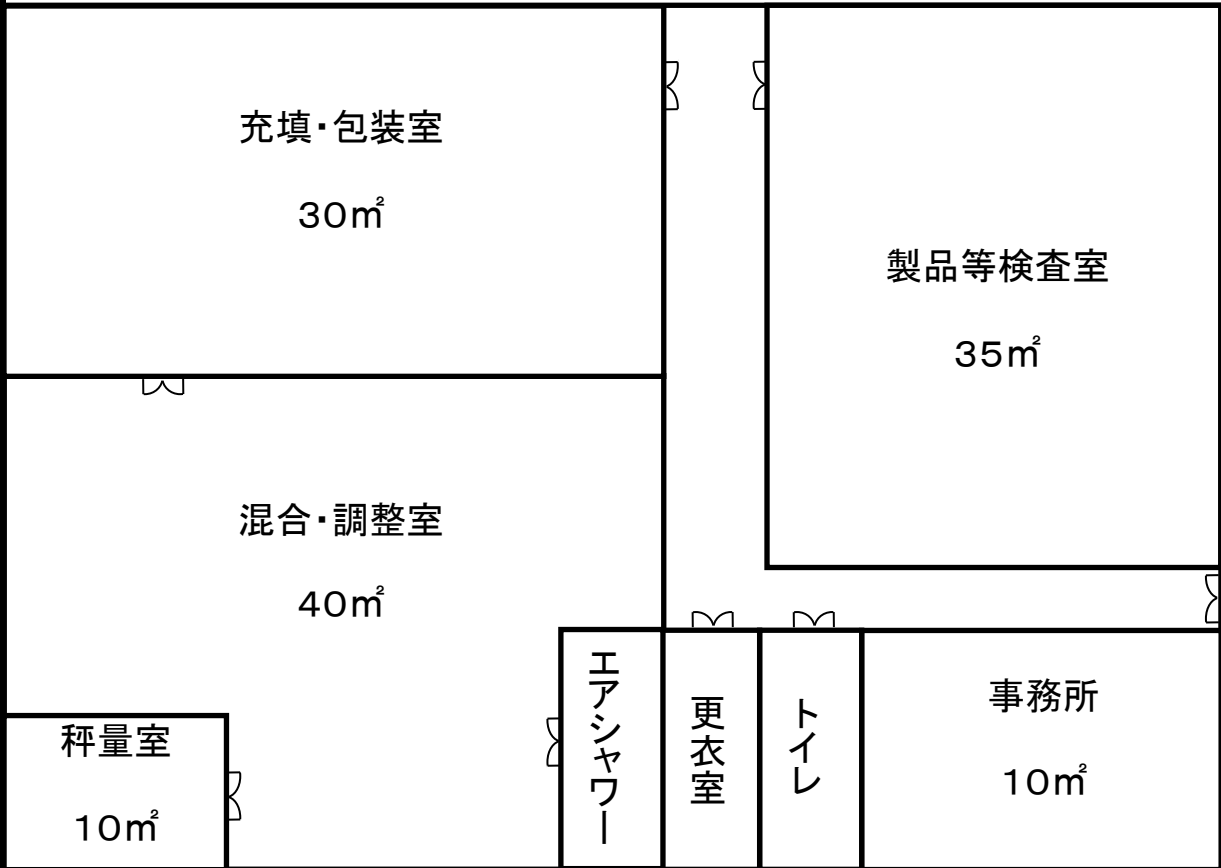 充填・包装室
30㎡
製品等検査室
35㎡
混合・調整室
40㎡
エアシャワー
更衣室
トイレ
事務所
10㎡
秤量室
10㎡